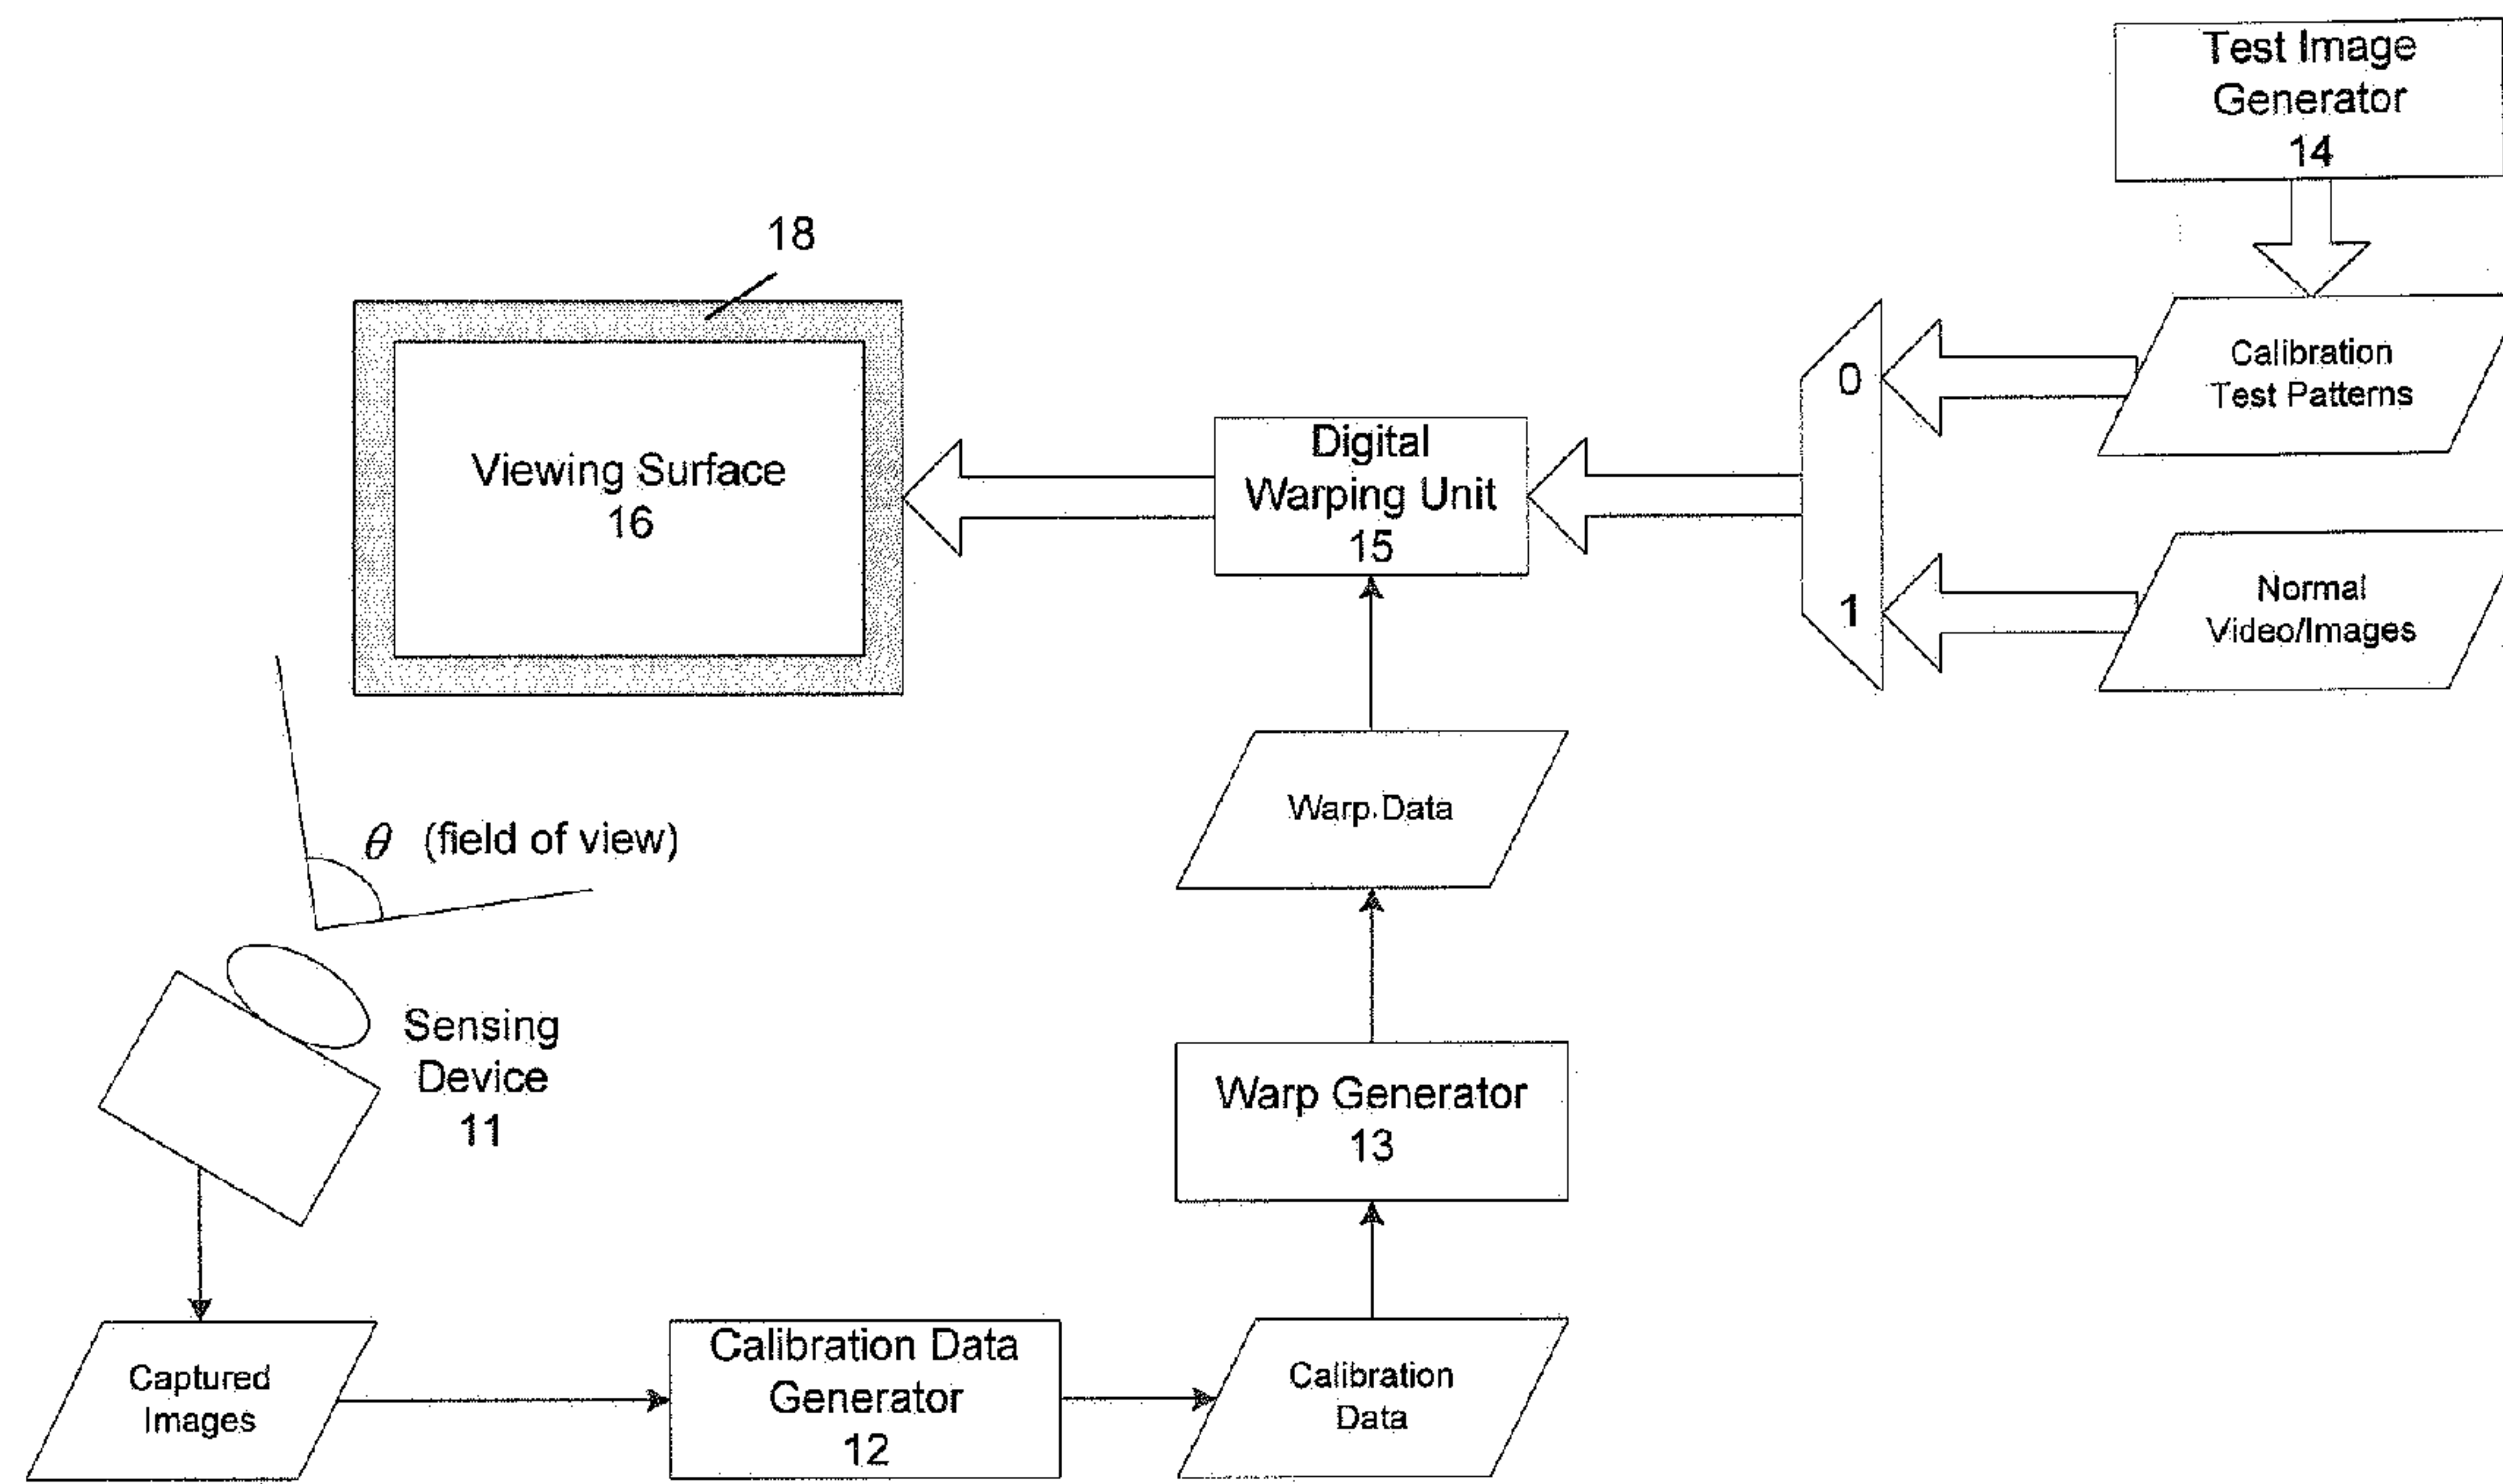 Test Image
Generator
14
18
Calibration
Test Patterns
0
Digital
Warping Unit
15
Viewing Surface
16
Normal
Video/Images
1
Warp Data
θ (field of view)
Sensing
Device
11
Warp Generator
13
Captured
Images
Calibration Data
Generator
12
Calibration
Data